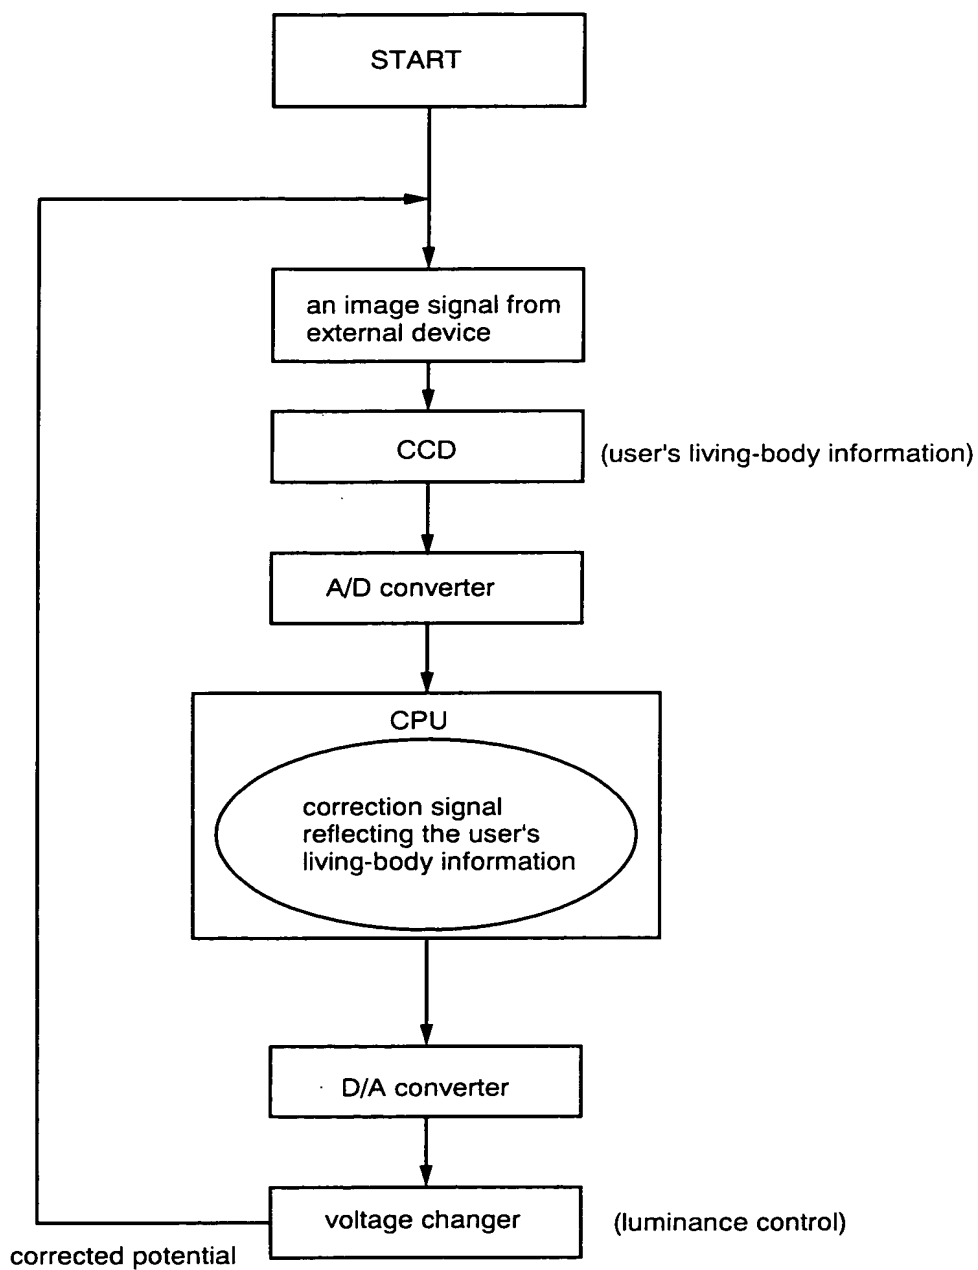 START
an image signal from
external device
CCD
(user's living-body information)
A/D converter
CPU
correction signal
reflecting the user's
living-body information
D/A converter
voltage changer
(luminance control)
corrected potential